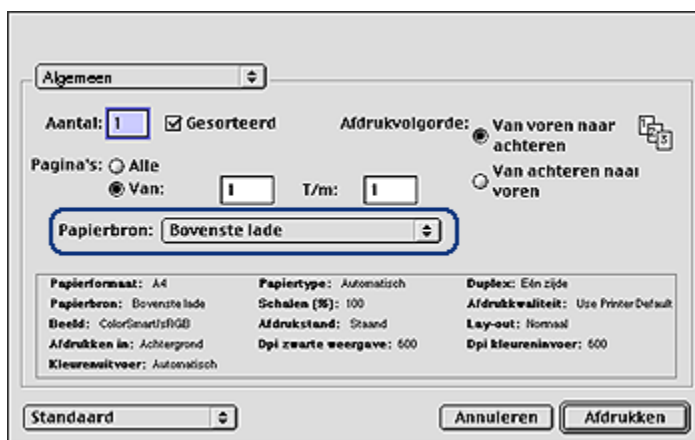 Algemeen
Aantal: 1 Gesorteerd Afdrukvolgorde: Van voren naar
achteren
Pagina's: Alle
Van: 1 T/m: 1 Van achteren naar
voren
Papierbron: Bovenste lade
Papierformaat: A4 Papiertype: Automatisch Duplex: Eén zijde
Papierbron: Bovenste lade Schalen (%): 100 Afdrukkwaliteit: Use Printer Default
Beeld: ColorSmart/sRGB Afdrukstand: Staand Lay-out: Normaal
Afdrukken in: Achtergrond Dpi zwarte weergave: 600 Dpi kleureninvoer: 600
Kleurenuitvoer: Automatisch
Standaard Annuleren Afdrukken